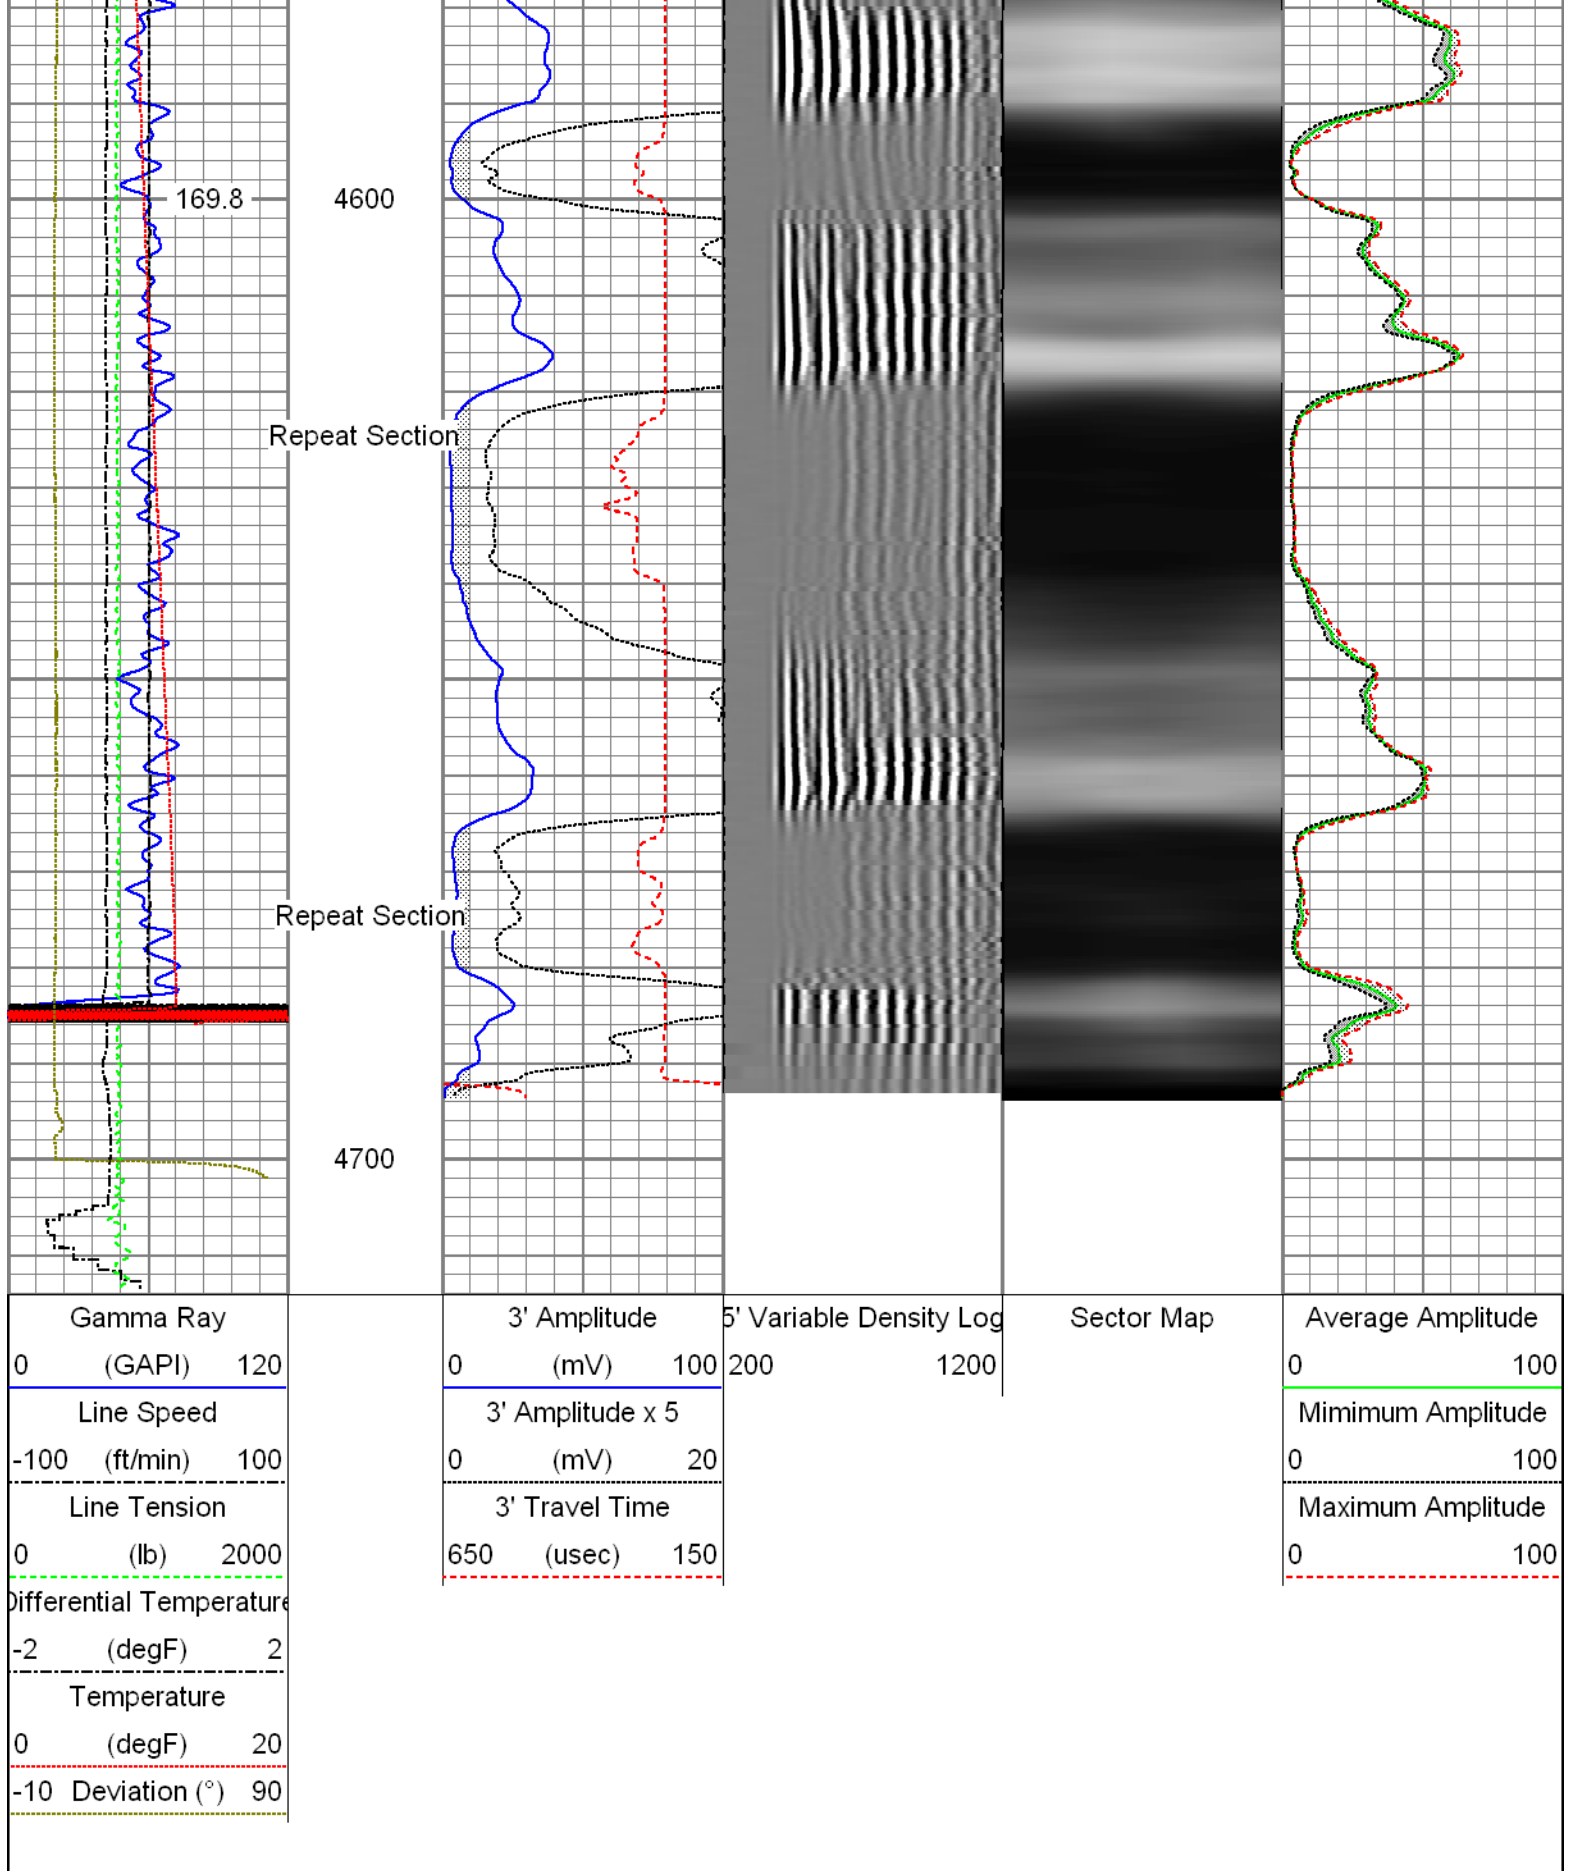 169.8
4600
Repeat Section
Repeat Section
4700
Gamma Ray
0 (GAPI) 120
Line Speed
-100 (ft/min) 100
Line Tension
0 (lb) 2000
Differential Temperature
-2 (degF) 2
Temperature
0 (degF) 20
-10 Deviation (°) 90
3' Amplitude
0 (mV) 100
3' Amplitude x 5
0 (mV) 20
3' Travel Time
650 (usec) 150
5' Variable Density Log
200 1200
Sector Map
Average Amplitude
0 100
Mimimum Amplitude
0 100
Maximum Amplitude
0 100